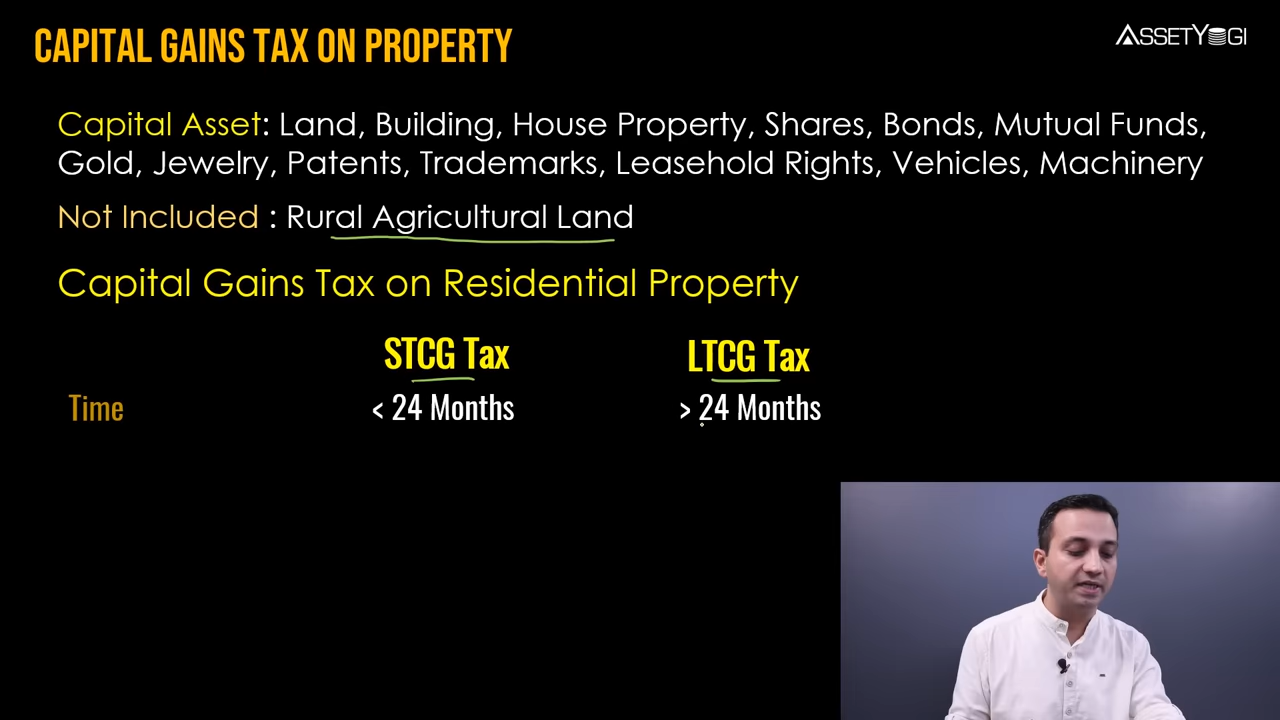 CAPITAL GAINS TAX ON PROPERTY
ASSETYOGI
Capital Asset: Land, Building, House Property, Shares, Bonds, Mutual Funds,
Gold, Jewelry, Patents, Trademarks, Leasehold Rights, Vehicles, Machinery
Not Included : Rural Agricultural Land
Capital Gains Tax on Residential Property
STCG Tax LTCG Tax
Time < 24 Months > 24 Months